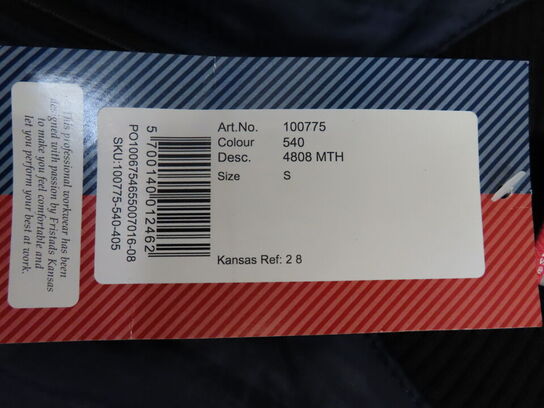 This professional workwear has been
designed with passion by Fristads Kansas
to make you feel comfortable and
let you perform your best at work.
Art.No. 100775
Colour 540
Desc. 4808 MTH
Size S
Kansas Ref: 2 8
5 700140 012462
PO1006754655007016-08
SKU:100775-540-405